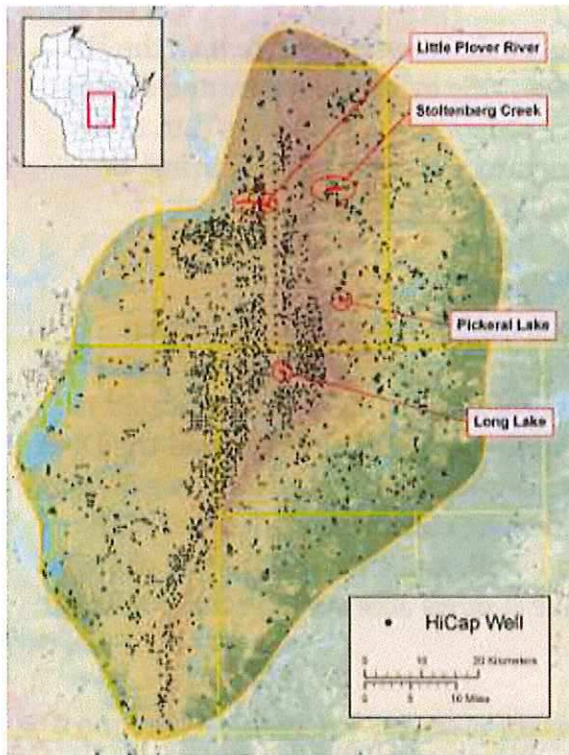 Little Plover River
Stoltenberg Creek
Pickeral Lake
Long Lake
HiCap Well
0 10 20 Kilometers
0 5 10 Miles